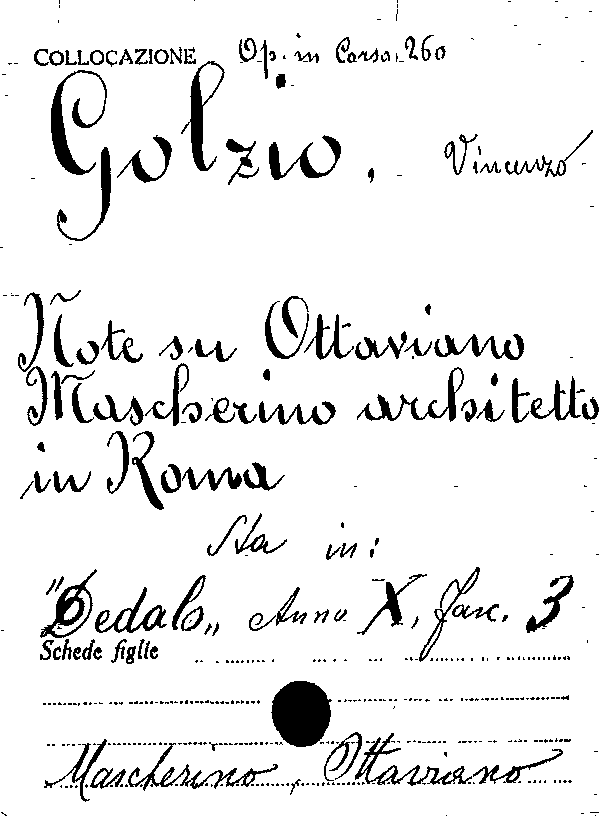 COLLOCAZIONE Op. in Corso. 260
Golzio. Vincenzo
Note su Ottaviano
Mascherino architetto
in Roma
Sta in:
"Dedalo„ Anno X, Fasc. 3
Schede figlie
Mascherino, Ottaviano